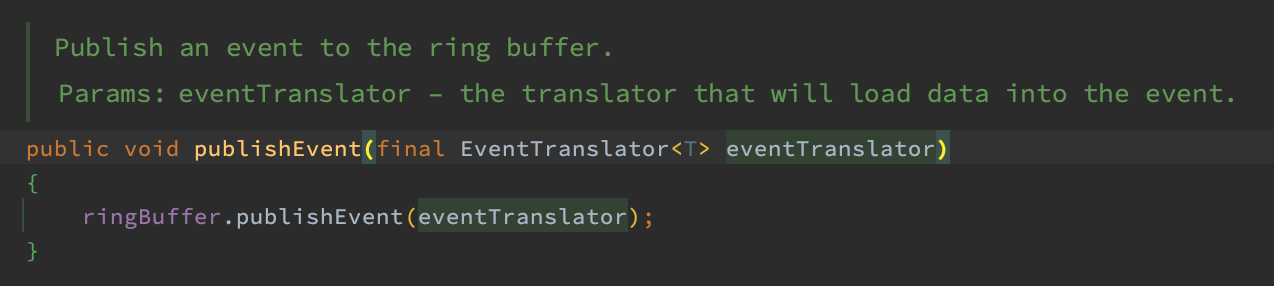 Publish an event to the ring buffer.
Params: eventTranslator – the translator that will load data into the event.
public void publishEvent(final EventTranslator<T> eventTranslator)
{
    ringBuffer.publishEvent(eventTranslator);
}